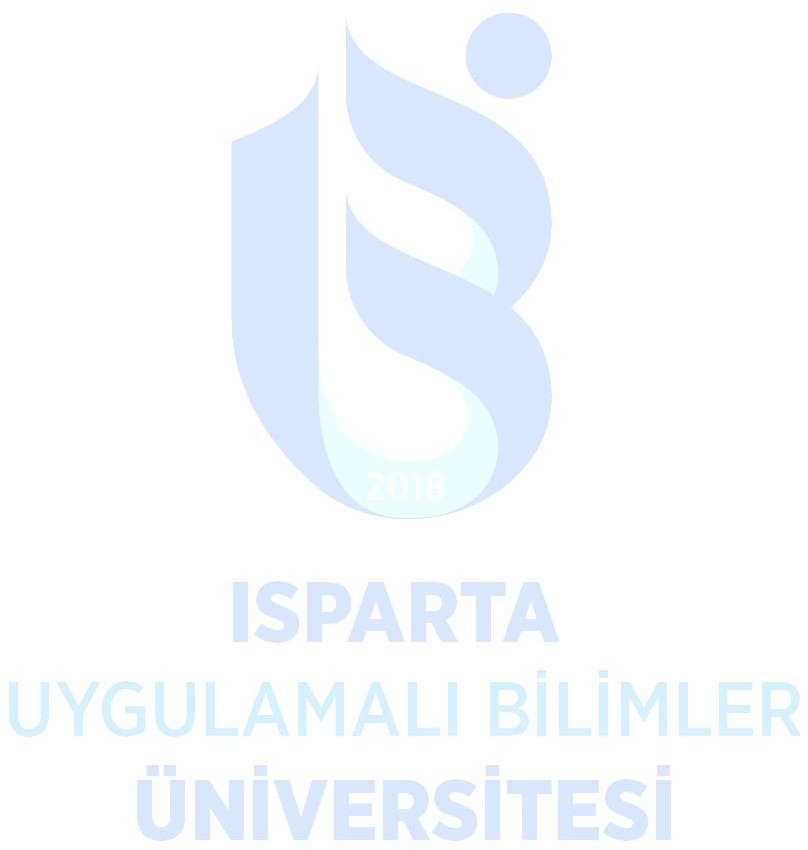 2018
ISPARTA
UYGULAMALI BİLİMLER
ÜNİVERSİTESİ